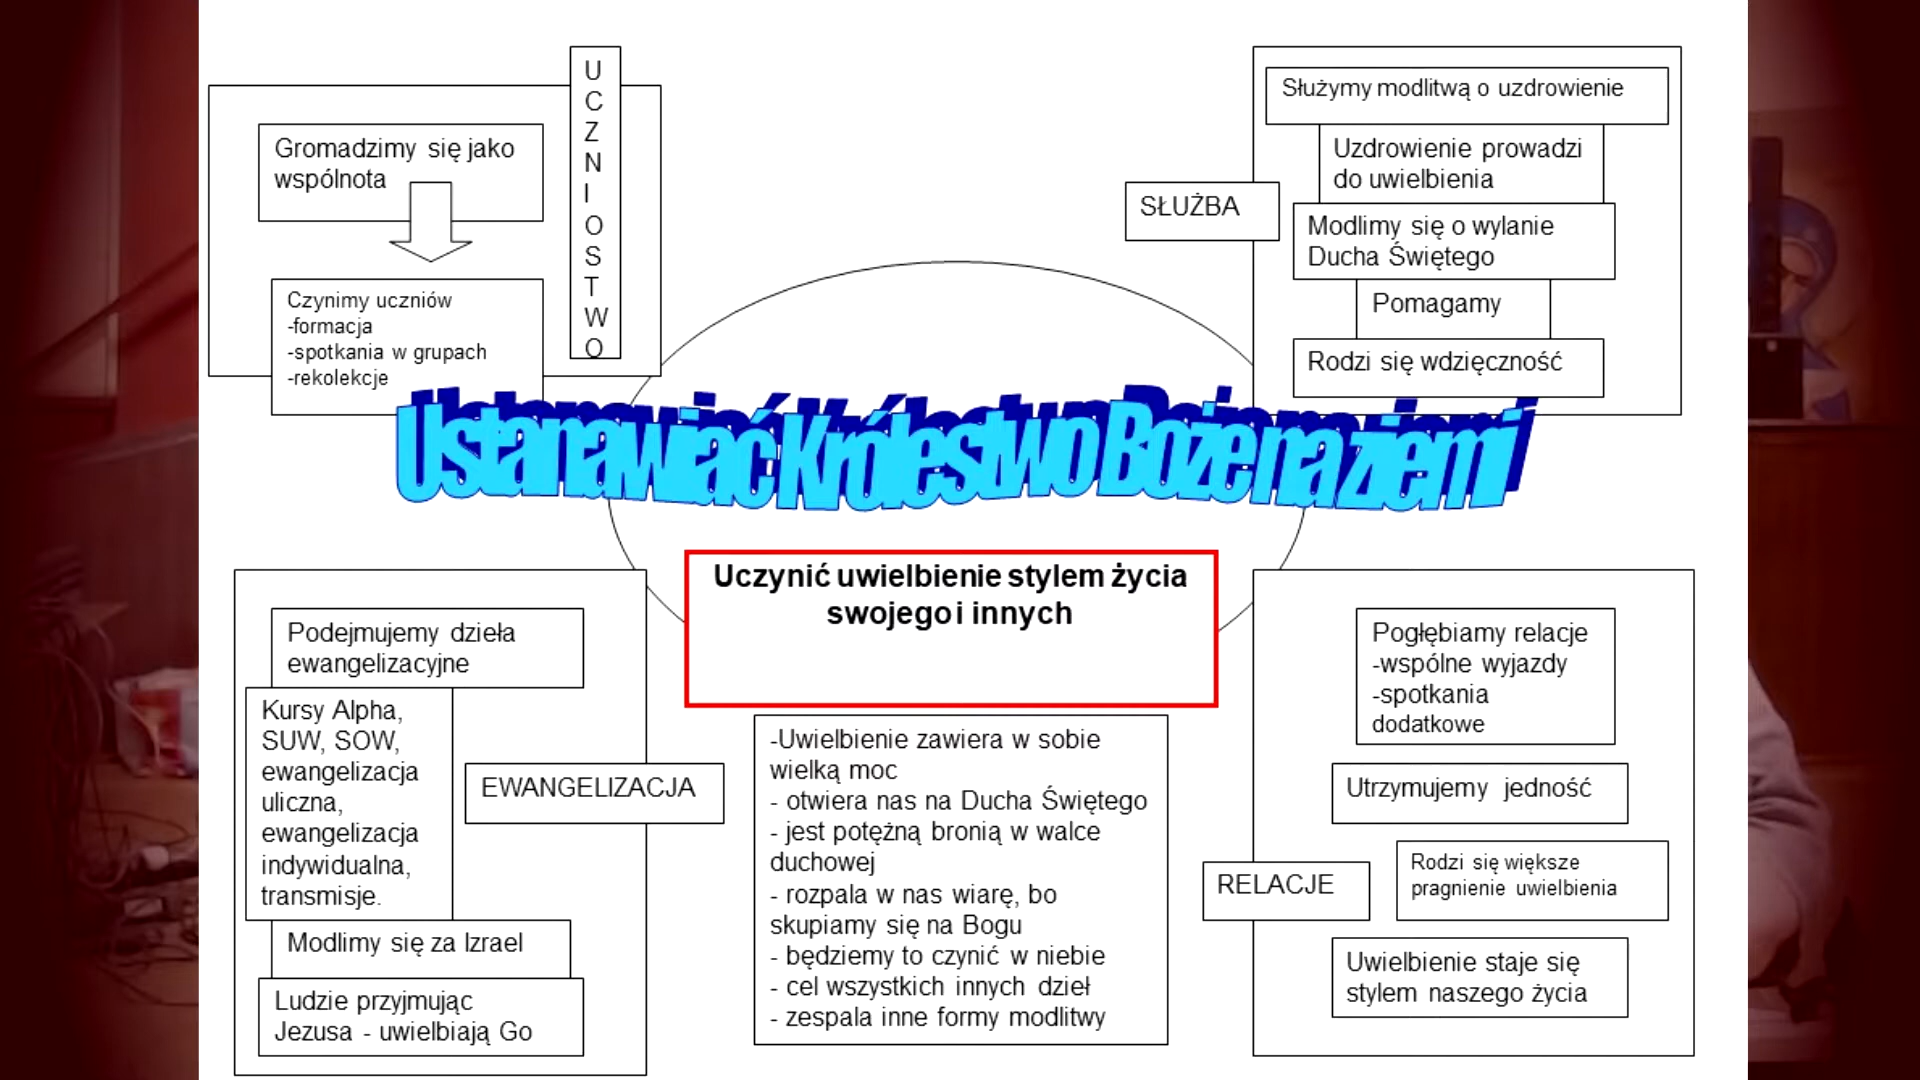 UCZNIOSTWO
Gromadzimy się jako
wspólnota
Czynimy uczniów
-formacja
-spotkania w grupach
-rekolekcje
SŁUŻBA
Służymy modlitwą o uzdrowienie
Uzdrowienie prowadzi
do uwielbienia
Modlimy się o wylanie
Ducha Świętego
Pomagamy
Rodzi się wdzięczność
Ustanawiać Królestwo Boże na ziemi
Uczynić uwielbienie stylem życia
swojego i innych
Podejmujemy dzieła
ewangelizacyjne
Kursy Alpha,
SUW, SOW,
ewangelizacja
uliczna,
ewangelizacja
indywidualna,
transmisje.
EWANGELIZACJA
Modlimy się za Izrael
Ludzie przyjmując
Jezusa - uwielbiają Go
-Uwielbienie zawiera w sobie
wielką moc
- otwiera nas na Ducha Świętego
- jest potężną bronią w walce
duchowej
- rozpala w nas wiarę, bo
skupiamy się na Bogu
- będziemy to czynić w niebie
- cel wszystkich innych dzieł
- zespala inne formy modlitwy
Pogłębiamy relacje
-wspólne wyjazdy
-spotkania
dodatkowe
Utrzymujemy jedność
RELACJE
Rodzi się większe
pragnienie uwielbienia
Uwielbienie staje się
stylem naszego życia